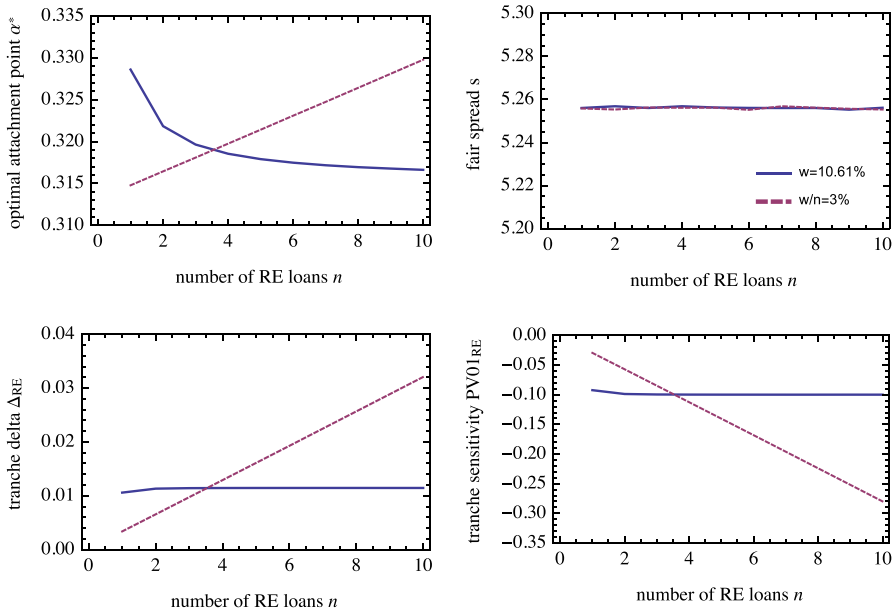 optimal attachment point α*
0.335
0.330
0.325
0.320
0.315
0.310
0 2 4 6 8 10
number of RE loans n
fair spread s
5.30
5.28
5.26
5.24
5.22
5.20
w=10.61%
w/n=3%
0 2 4 6 8 10
number of RE loans n
tranche delta ΔRE
0.04
0.03
0.02
0.01
0.00
0 2 4 6 8 10
number of RE loans n
tranche sensitivity PV01RE
0.00
−0.05
−0.10
−0.15
−0.20
−0.25
−0.30
−0.35
0 2 4 6 8 10
number of RE loans n